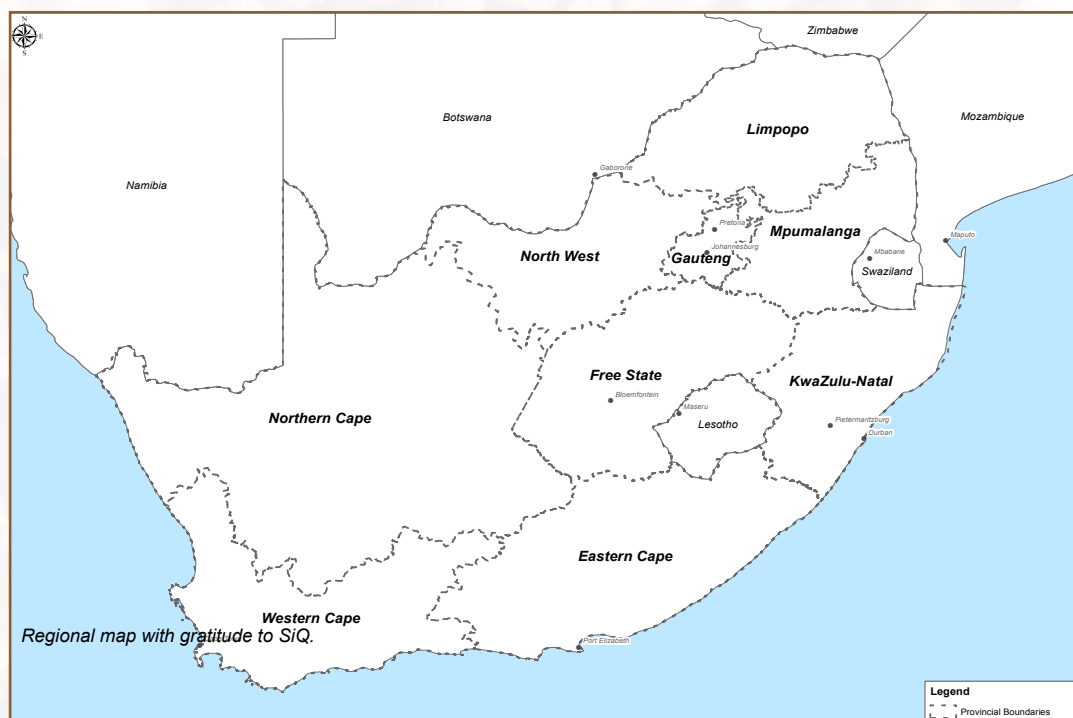 N
E
S
Zimbabwe
Mozambique
Botswana
Limpopo
Namibia
Gaborone
Pretoria
Mpumalanga
Maputo
North West
Johannesburg
Gauteng
Mbabane
Swaziland
Free State
KwaZulu-Natal
Bloemfontein
Maseru
Northern Cape
Lesotho
Pietermaritzburg
Durban
Eastern Cape
Western Cape
Regional map with gratitude to SiQ.
Port Elizabeth
Legend
Provincial Boundaries